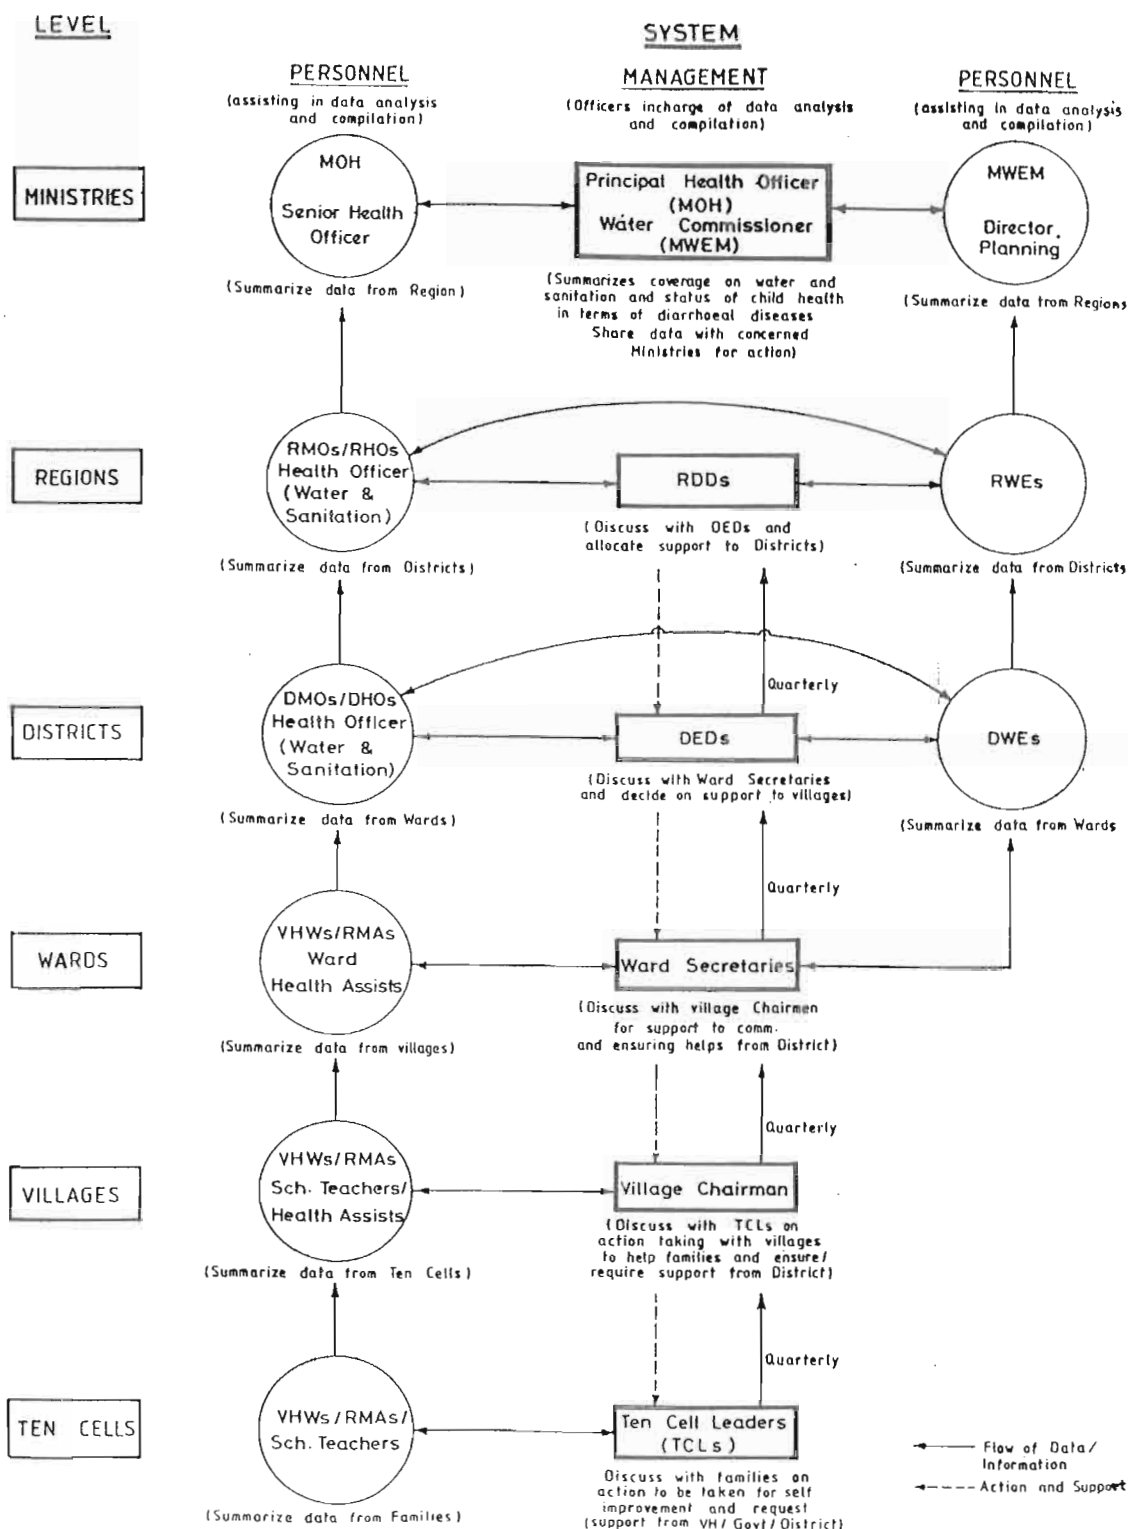 LEVEL
SYSTEM
PERSONNEL
(assisting in data analysis
and compilation)
MANAGEMENT
(Officers incharge of data analysis
and compilation)
PERSONNEL
(assisting in data analysis
and compilation)
MINISTRIES
MOH
Senior Health
Officer
(Summarize data from Region)
Principal Health Officer
(MOH)
Water Commissioner
(MWEM)
(Summarizes coverage on water and
sanitation and status of child health
in terms of diarrhoeal diseases
Share data with concerned
Ministries for action)
MWEM
Director
Planning
(Summarize data from Regions
REGIONS
RMOs/RHOs
Health Officer
(Water &
Sanitation)
(Summarize data from Districts)
RDDs
(Discuss with OEDs and
allocate support to Districts)
RWEs
(Summarize data from Districts
Quarterly
DISTRICTS
DMOs/DHOs
Health Officer
(Water &
Sanitation)
(Summarize data from Wards)
DEDs
(Discuss with Ward Secretaries
and decide on support to villages)
DWEs
(Summarize data from Wards
Quarterly
WARDS
VHWs/RMAs
Ward
Health Assists
(Summarize data from villages)
Ward Secretaries
(Discuss with village Chairmen
for support to comm.
and ensuring helps from District)
Quarterly
VILLAGES
VHWs/RMAs
Sch. Teachers/
Health Assists
(Summarize data from Ten Cells)
Village Chairman
(Discuss with TCLs on
action taking with villages
to help families and ensure/
require support from District)
Quarterly
TEN CELLS
VHWs/RMAs/
Sch. Teachers
(Summarize data from Families)
Ten Cell Leaders
(TCLs)
Discuss with families on
action to be taken for self
improvement and request
(support from VH/ Govt/ District)
Flow of Data/
Information
Action and Support